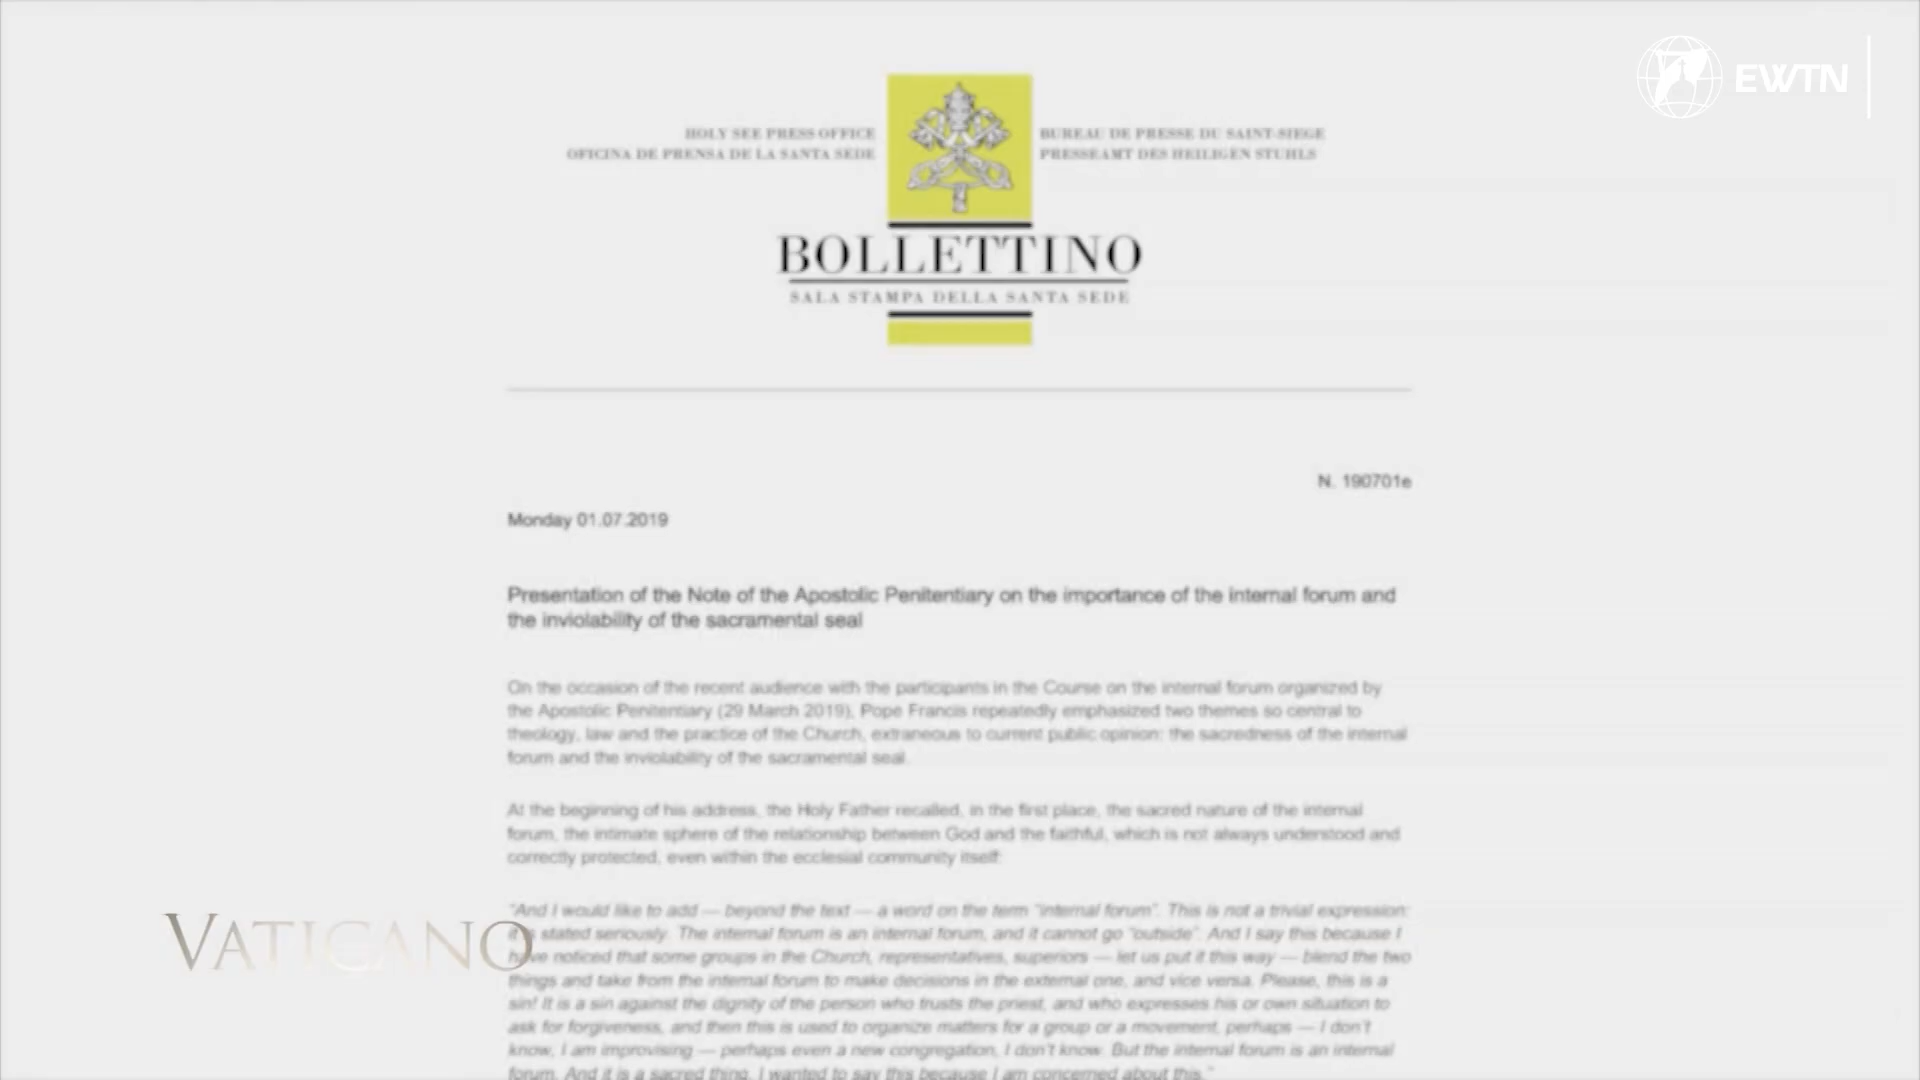 EWTN
HOLY SEE PRESS OFFICE
OFICINA DE PRENSA DE LA SANTA SEDE
BUREAU DE PRESSE DU SAINT-SIEGE
PRESSEAMT DES HEILIGEN STUHLS
BOLLETTINO
SALA STAMPA DELLA SANTA SEDE
N. 190701e
Monday 01.07.2019
Presentation of the Note of the Apostolic Penitentiary on the importance of the internal forum and
the inviolability of the sacramental seal
On the occasion of the recent audience with the participants in the Course on the internal forum organized by
the Apostolic Penitentiary (29 March 2019), Pope Francis repeatedly emphasized two themes so central to
theology, law and the practice of the Church, extraneous to current public opinion: the sacredness of the internal
forum and the inviolability of the sacramental seal.
At the beginning of his address, the Holy Father recalled, in the first place, the sacred nature of the internal
forum, the intimate sphere of the relationship between God and the faithful, which is not always understood and
correctly protected, even within the ecclesial community itself:
"And I would like to add — beyond the text — a word on the term "internal forum". This is not a trivial expression:
it is stated seriously. The internal forum is an internal forum, and it cannot go "outside". And I say this because I
have noticed that some groups in the Church, representatives, superiors — let us put it this way — blend the two
things and take from the internal forum to make decisions in the external one, and vice versa. Please, this is a
sin! It is a sin against the dignity of the person who trusts the priest, and who expresses his or own situation to
ask for forgiveness, and then this is used to organize matters for a group or a movement, perhaps — I don't
know, I am improvising — perhaps even a new congregation, I don't know. But the internal forum is an internal
forum. And it is a sacred thing. I wanted to say this because I am concerned about this."
VATICANO